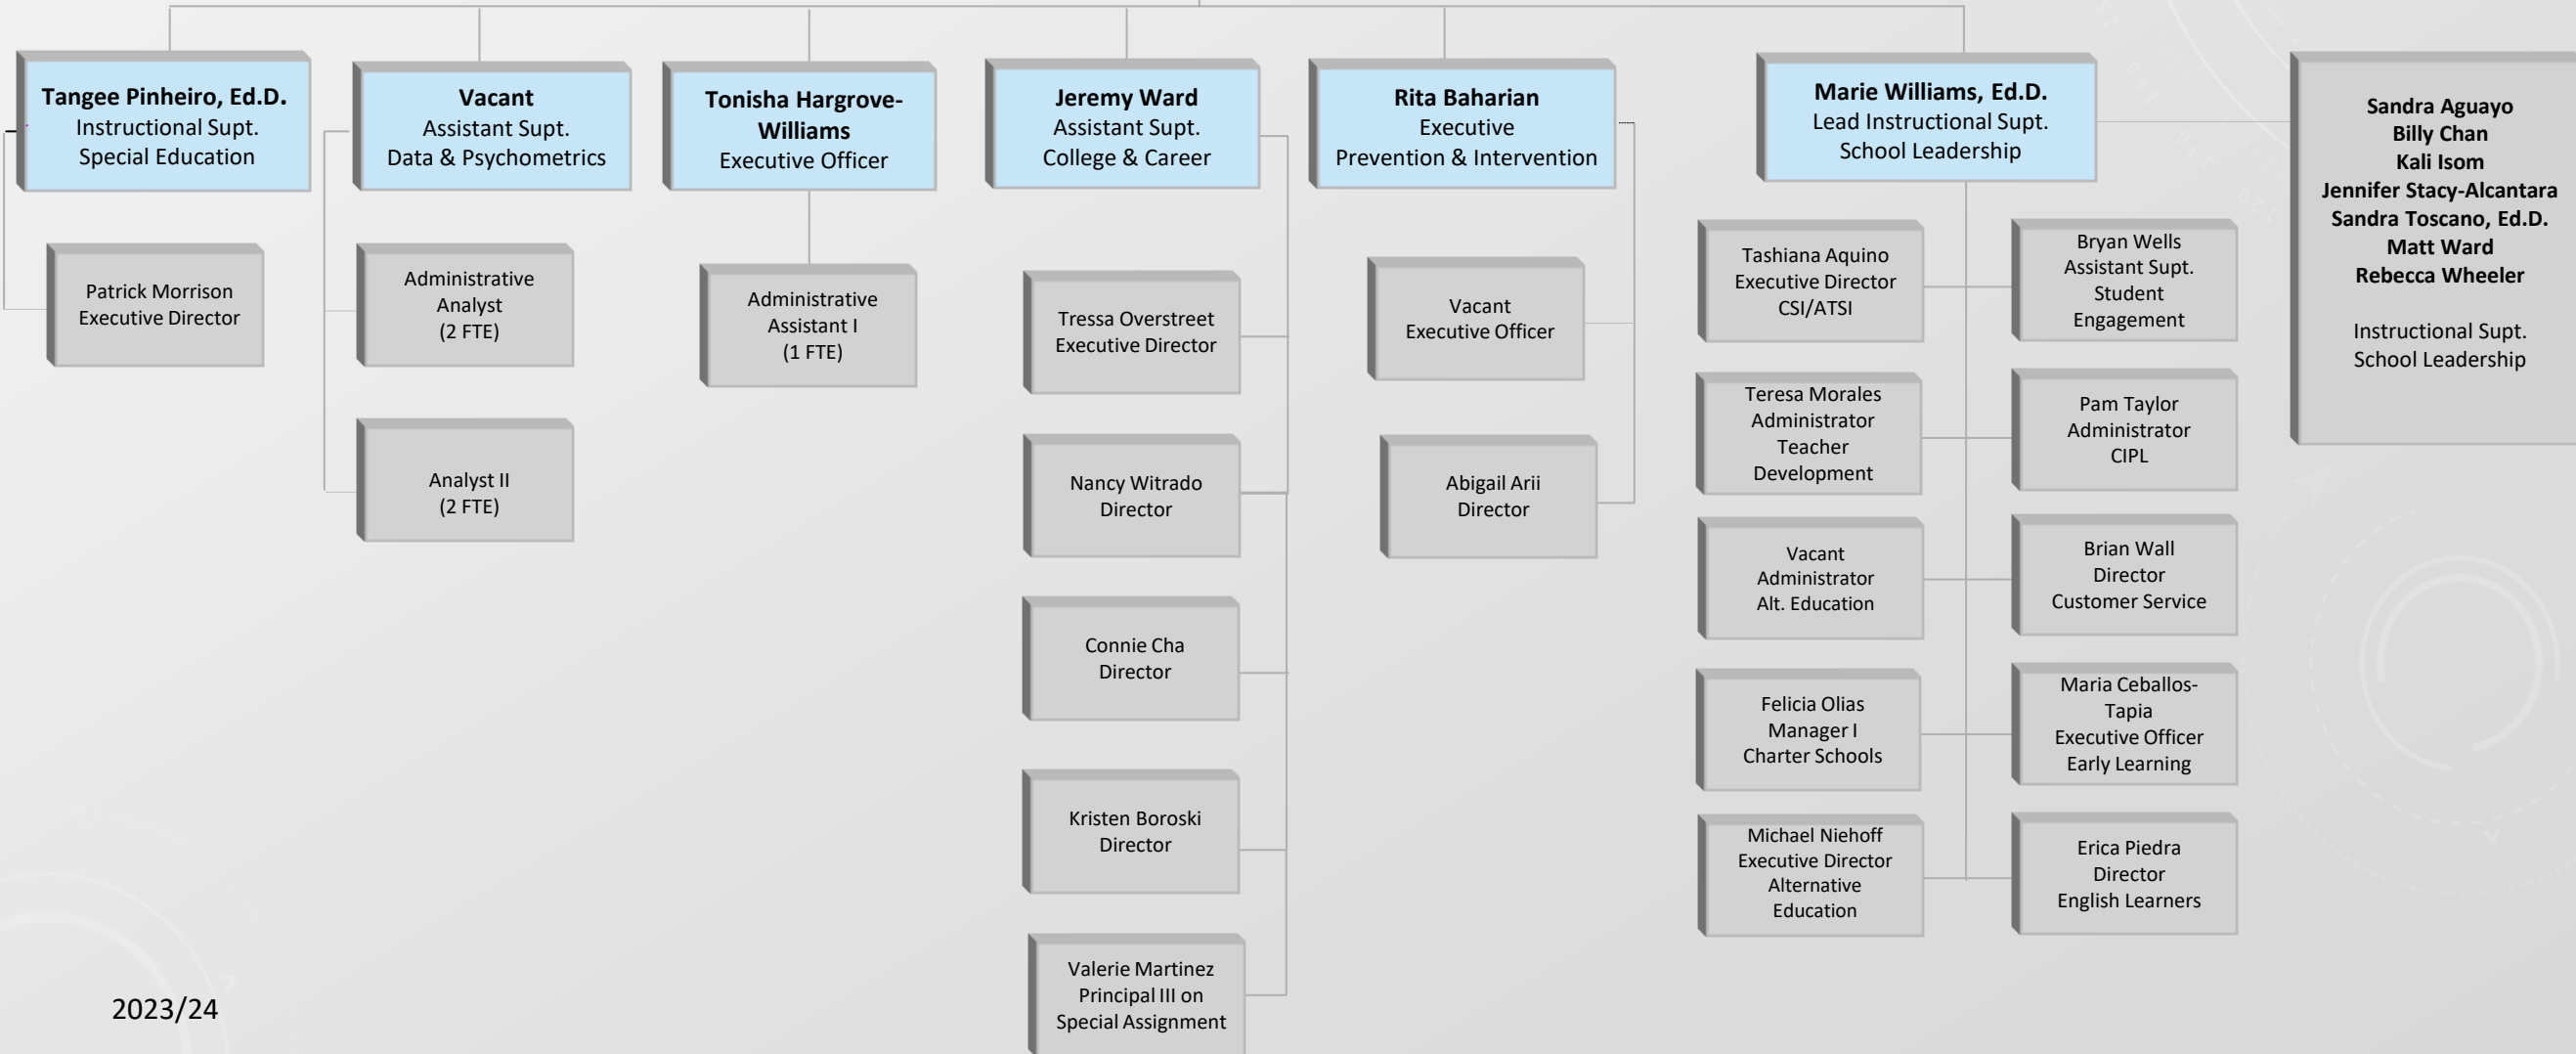 Tangee Pinheiro, Ed.D.
Instructional Supt.
Special Education
Patrick Morrison
Executive Director
Vacant
Assistant Supt.
Data & Psychometrics
Administrative
Analyst
(2 FTE)
Analyst II
(2 FTE)
Tonisha Hargrove-
Williams
Executive Officer
Administrative
Assistant I
(1 FTE)
Jeremy Ward
Assistant Supt.
College & Career
Tressa Overstreet
Executive Director
Nancy Witrado
Director
Connie Cha
Director
Kristen Boroski
Director
Valerie Martinez
Principal III on
Special Assignment
Rita Baharian
Executive
Prevention & Intervention
Vacant
Executive Officer
Abigail Arii
Director
Marie Williams, Ed.D.
Lead Instructional Supt.
School Leadership
Tashiana Aquino
Executive Director
CSI/ATSI
Bryan Wells
Assistant Supt.
Student
Engagement
Teresa Morales
Administrator
Teacher
Development
Pam Taylor
Administrator
CIPL
Vacant
Administrator
Alt. Education
Brian Wall
Director
Customer Service
Felicia Olias
Manager I
Charter Schools
Maria Ceballos-
Tapia
Executive Officer
Early Learning
Michael Niehoff
Executive Director
Alternative
Education
Erica Piedra
Director
English Learners
Sandra Aguayo
Billy Chan
Kali Isom
Jennifer Stacy-Alcantara
Sandra Toscano, Ed.D.
Matt Ward
Rebecca Wheeler
Instructional Supt.
School Leadership
2023/24